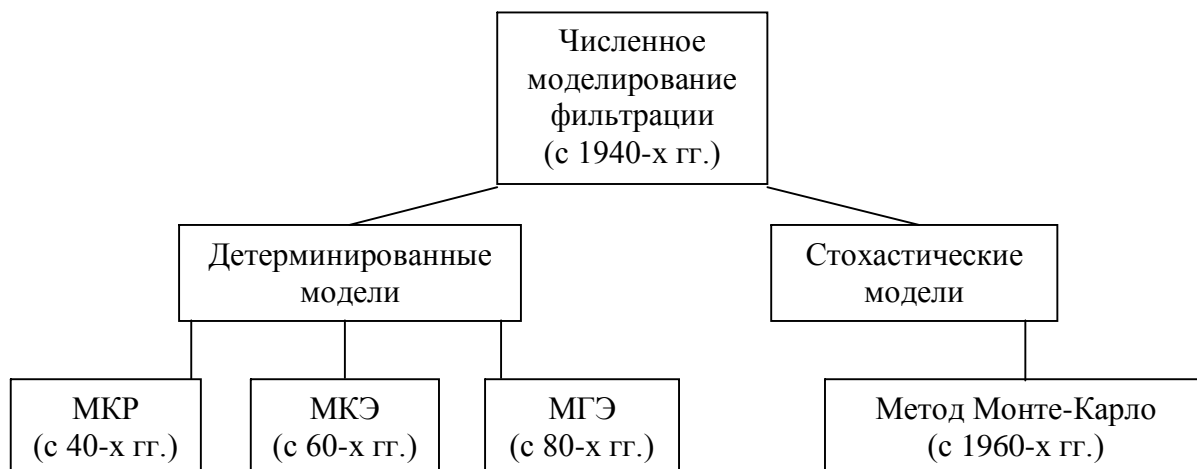 Численное
моделирование
фильтрации
(с 1940-х гг.)
Детерминированные
модели
Стохастические
модели
МКР
(с 40-х гг.)
МКЭ
(с 60-х гг.)
МГЭ
(с 80-х гг.)
Метод Монте-Карло
(с 1960-х гг.)